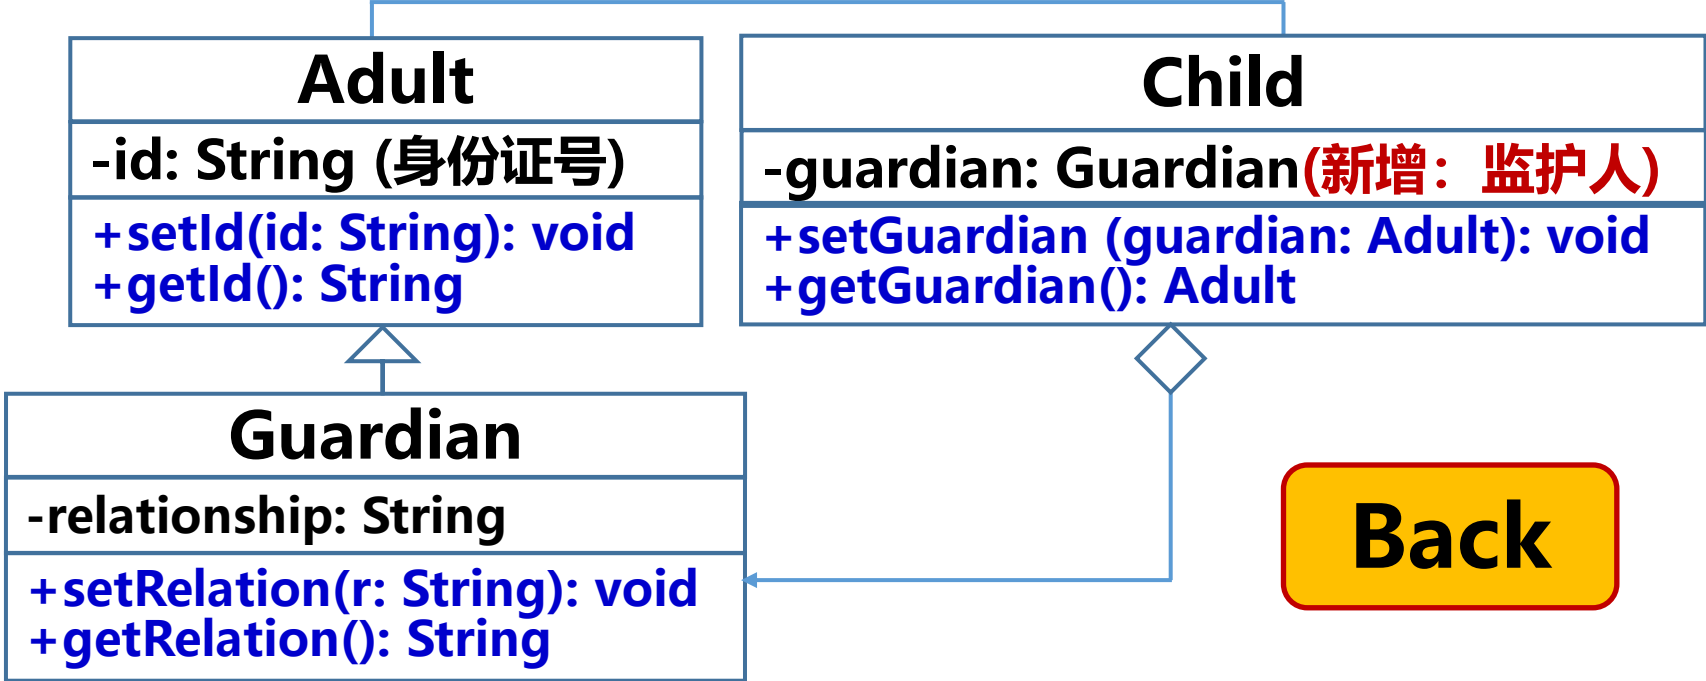 Adult
-id: String (身份证号)
+setId(id: String): void
+getId(): String
Child
-guardian: Guardian(新增：监护人)
+setGuardian (guardian: Adult): void
+getGuardian(): Adult
Guardian
-relationship: String
+setRelation(r: String): void
+getRelation(): String
Back